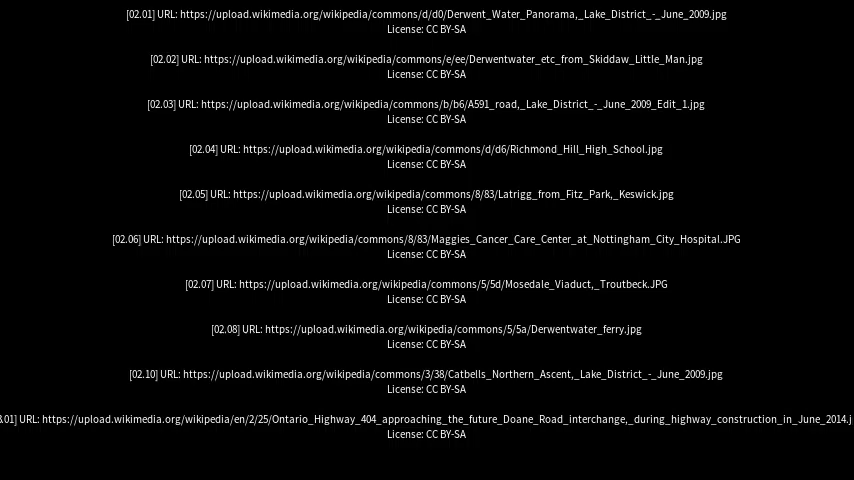 [02.01] URL: https://upload.wikimedia.org/wikipedia/commons/d/d0/Derwent_Water_Panorama,_Lake_District_-_June_2009.jpg
License: CC BY-SA
[02.02] URL: https://upload.wikimedia.org/wikipedia/commons/e/ee/Derwentwater_etc_from_Skiddaw_Little_Man.jpg
License: CC BY-SA
[02.03] URL: https://upload.wikimedia.org/wikipedia/commons/b/b6/A591_road,_Lake_District_-_June_2009_Edit_1.jpg
License: CC BY-SA
[02.04] URL: https://upload.wikimedia.org/wikipedia/commons/d/d6/Richmond_Hill_High_School.jpg
License: CC BY-SA
[02.05] URL: https://upload.wikimedia.org/wikipedia/commons/8/83/Latrigg_from_Fitz_Park,_Keswick.jpg
License: CC BY-SA
[02.06] URL: https://upload.wikimedia.org/wikipedia/commons/8/83/Maggies_Cancer_Care_Center_at_Nottingham_City_Hospital.JPG
License: CC BY-SA
[02.07] URL: https://upload.wikimedia.org/wikipedia/commons/5/5d/Mosedale_Viaduct,_Troutbeck.JPG
License: CC BY-SA
[02.08] URL: https://upload.wikimedia.org/wikipedia/commons/5/5a/Derwentwater_ferry.jpg
License: CC BY-SA
[02.10] URL: https://upload.wikimedia.org/wikipedia/commons/3/38/Catbells_Northern_Ascent,_Lake_District_-_June_2009.jpg
License: CC BY-SA
.01] URL: https://upload.wikimedia.org/wikipedia/en/2/25/Ontario_Highway_404_approaching_the_future_Doane_Road_interchange,_during_highway_construction_in_June_2014.j
License: CC BY-SA